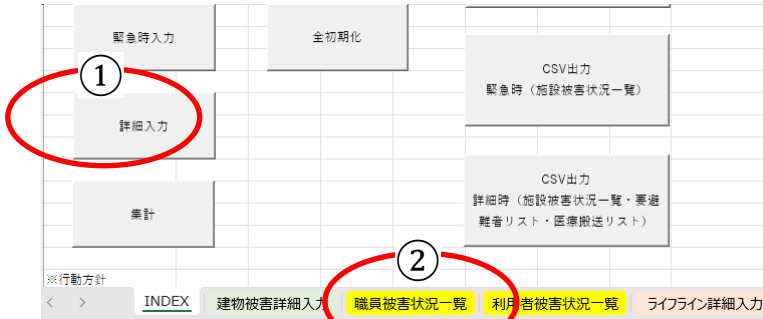 緊急時入力
全初期化
CSV出力
緊急時（施設被害状況一覧）
①
詳細入力
CSV出力
詳細時（施設被害状況一覧・要避
難者リスト・医療搬送リスト）
集計
②
※行動方針
< > INDEX 建物被害詳細入力 職員被害状況一覧 利用者被害状況一覧 ライフライン詳細入力